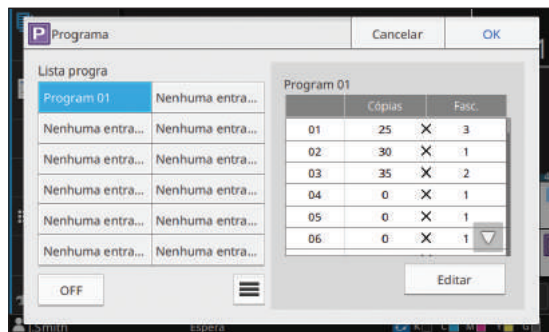 P Programa Cancelar OK
Lista progra
Program 01 Nenhuma entra...
Nenhuma entra... Nenhuma entra...
Nenhuma entra... Nenhuma entra...
Nenhuma entra... Nenhuma entra...
Nenhuma entra... Nenhuma entra...
Nenhuma entra... Nenhuma entra...
OFF
Program 01
Cópias Fasc.
01 25 X 3
02 30 X 1
03 35 X 2
04 0 X 1
05 0 X 1
06 0 X 1
Editar
I.Smith Espera K C M Y G